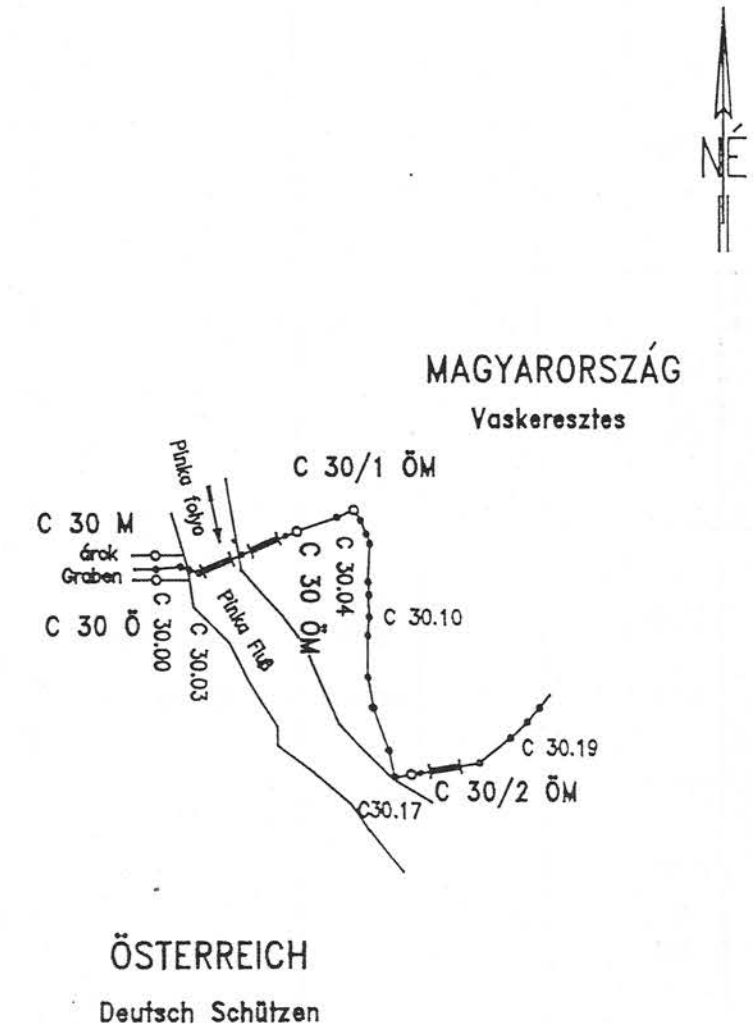 NÉ
MAGYARORSZÁG
Vaskeresztes
Pinka folya
C 30/1 ÖM
C 30 M
árok
Graben
C 30 Ö
C 30.00
C 30.03
Pinka Fluß
C 30 ÖM
C 30.04
C 30.10
C 30.19
C 30/2 ÖM
C30.17
ÖSTERREICH
Deutsch Schützen